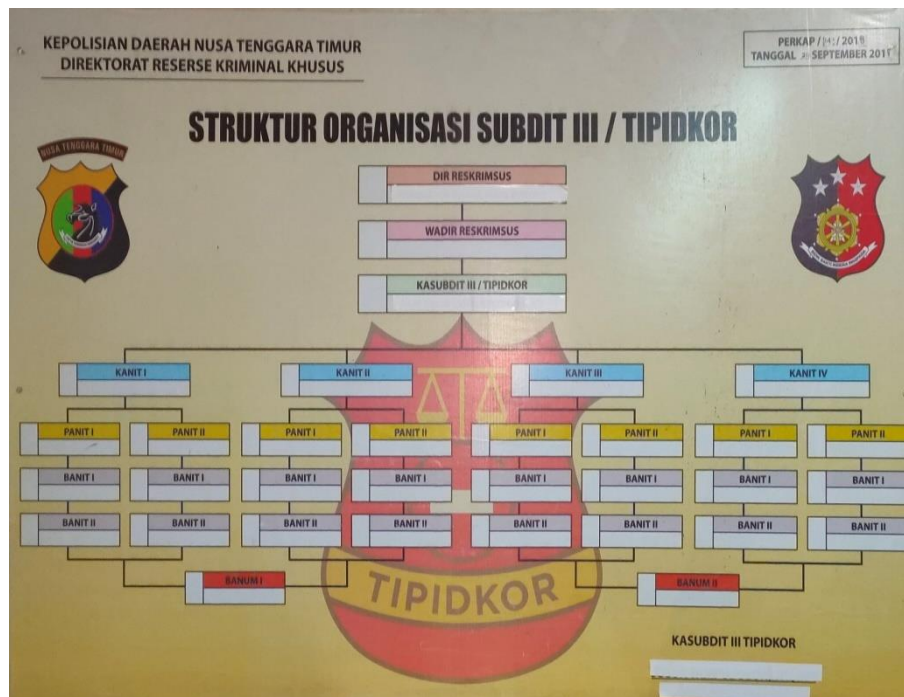 KEPOLISIAN DAERAH NUSA TENGGARA TIMUR
DIREKTORAT RESERSE KRIMINAL KHUSUS
PERKAP / / 2018
TANGGAL SEPTEMBER
STRUKTUR ORGANISASI SUBDIT III / TIPIDKOR
NUSA TENGGARA TIMUR
DIR RESKRIMSUS
WADIR RESKRIMSUS
KASUBDIT III / TIPIDKOR
KANIT I KANIT II KANIT III KANIT IV
PANIT I PANIT II PANIT I PANIT II PANIT I PANIT II PANIT I PANIT II
BANIT I BANIT I BANIT I BANIT I BANIT I BANIT I BANIT I BANIT I
BANIT II BANIT II BANIT II BANIT II BANIT II BANIT II BANIT II BANIT II
BANUM I BANUM II
TIPIDKOR
KASUBDIT III TIPIDKOR